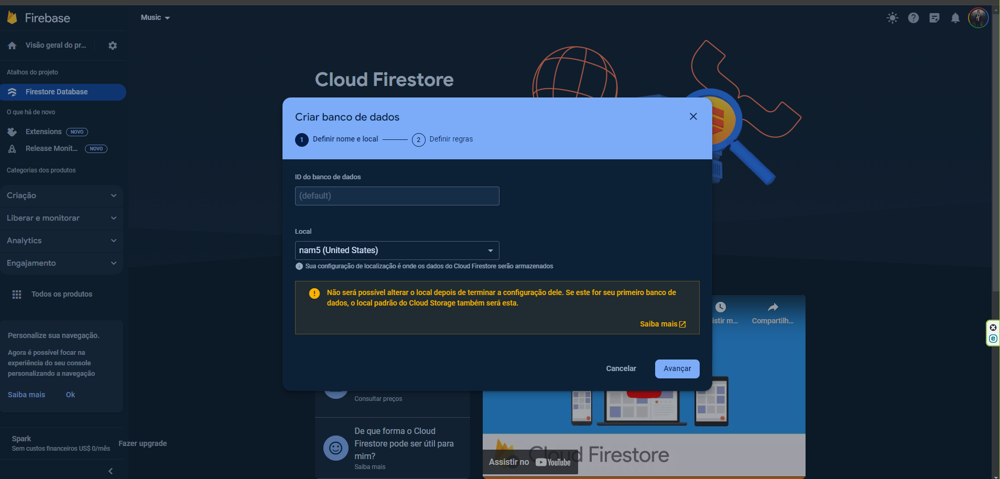 Firebase
Music
Visão geral do pr...
Atalhos do projeto
Firestore Database
O que há de novo
Extensions NOVO
Release Monit... NOVO
Categorias dos produtos
Criação
Liberar e monitorar
Analytics
Engajamento
Todos os produtos
Personalize sua navegação.
Agora é possível focar na
experiência do seu console
personalizando a navegação
Saiba mais Ok
Spark
Sem custos financeiros US$ 0/mês
Fazer upgrade
Cloud Firestore
Criar banco de dados
1 Definir nome e local 2 Definir regras
ID do banco de dados
(default)
Local
nam5 (United States)
Sua configuração de localização é onde os dados do Cloud Firestore serão armazenados
Não será possível alterar o local depois de terminar a configuração dele. Se este for seu primeiro banco de
dados, o local padrão do Cloud Storage também será esta.
Saiba mais
Cancelar Avançar
istir m... Compartilh...
Consultar preços
De que forma o Cloud
Firestore pode ser útil para
mim?
Saiba mais
Cloud Firestore
Assistir no YouTube